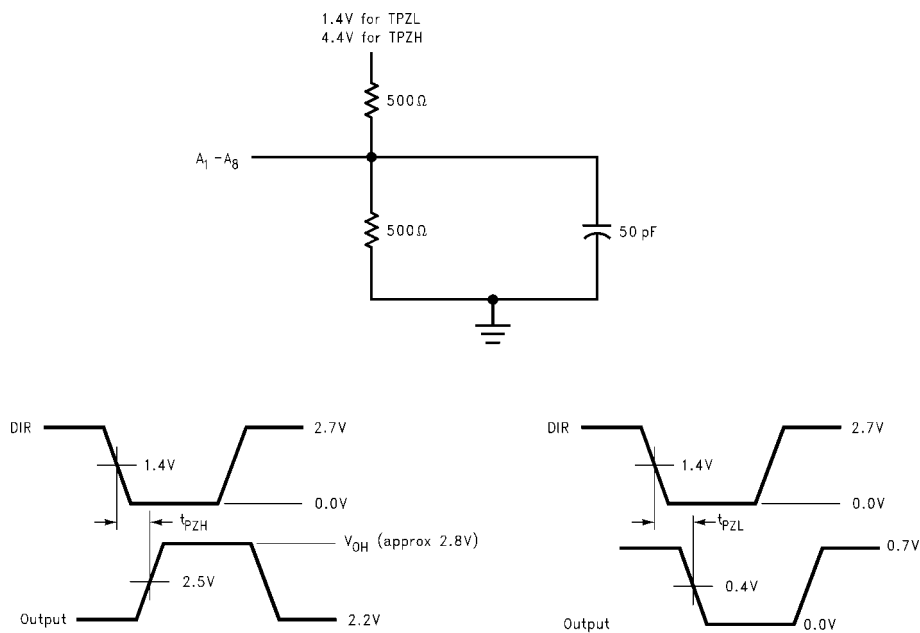 1.4V for TPZL
4.4V for TPZH
500Ω
A1 –A8
500Ω
50 pF
DIR
2.7V
1.4V
0.0V
tPZH
VOH (approx 2.8V)
2.5V
Output
2.2V
DIR
2.7V
1.4V
0.0V
tPZL
0.7V
0.4V
Output
0.0V